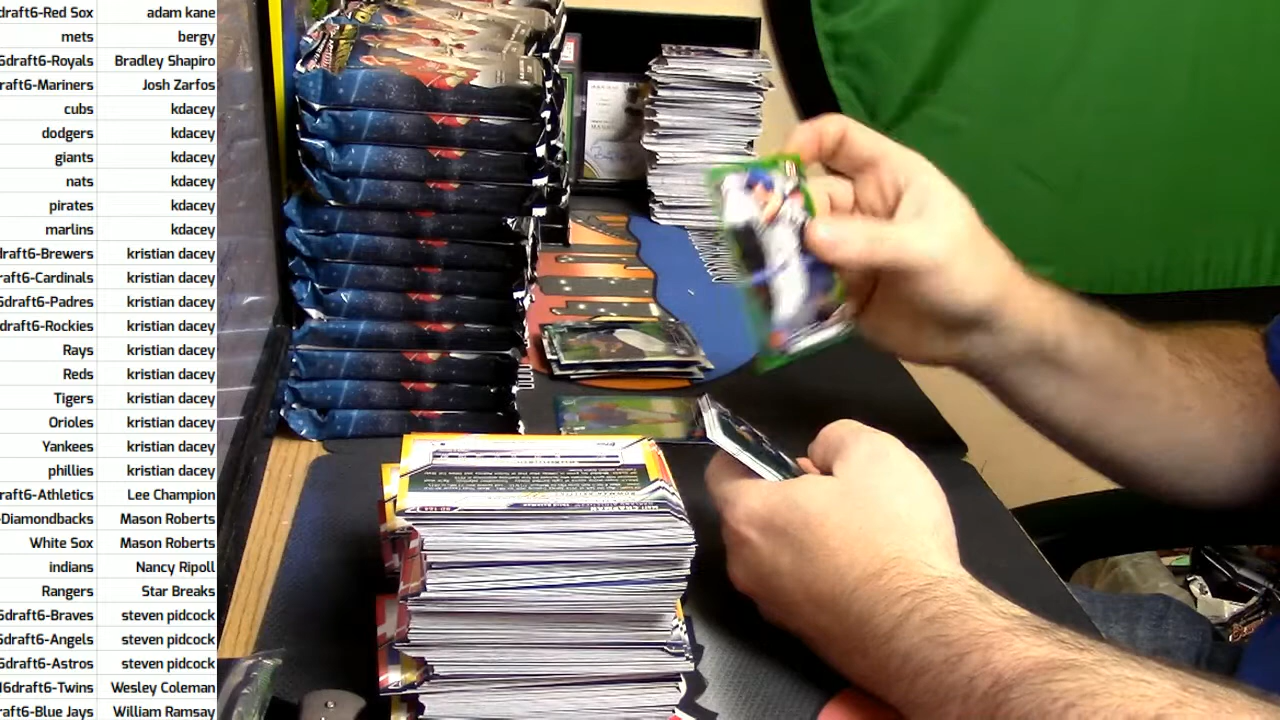 draft6-Red Sox adam kane
mets bergy
6draft6-Royals Bradley Shapiro
raft6-Mariners Josh Zarfos
cubs kdacey
dodgers kdacey
giants kdacey
nats kdacey
pirates kdacey
marlins kdacey
draft6-Brewers kristian dacey
raft6-Cardinals kristian dacey
6draft6-Padres kristian dacey
draft6-Rockies kristian dacey
Rays kristian dacey
Reds kristian dacey
Tigers kristian dacey
Orioles kristian dacey
Yankees kristian dacey
phillies kristian dacey
raft6-Athletics Lee Champion
-Diamondbacks Mason Roberts
White Sox Mason Roberts
indians Nancy Ripoll
Rangers Star Breaks
6draft6-Braves steven pidcock
6draft6-Angels steven pidcock
6draft6-Astros steven pidcock
16draft6-Twins Wesley Coleman
raft6-Blue Jays William Ramsay